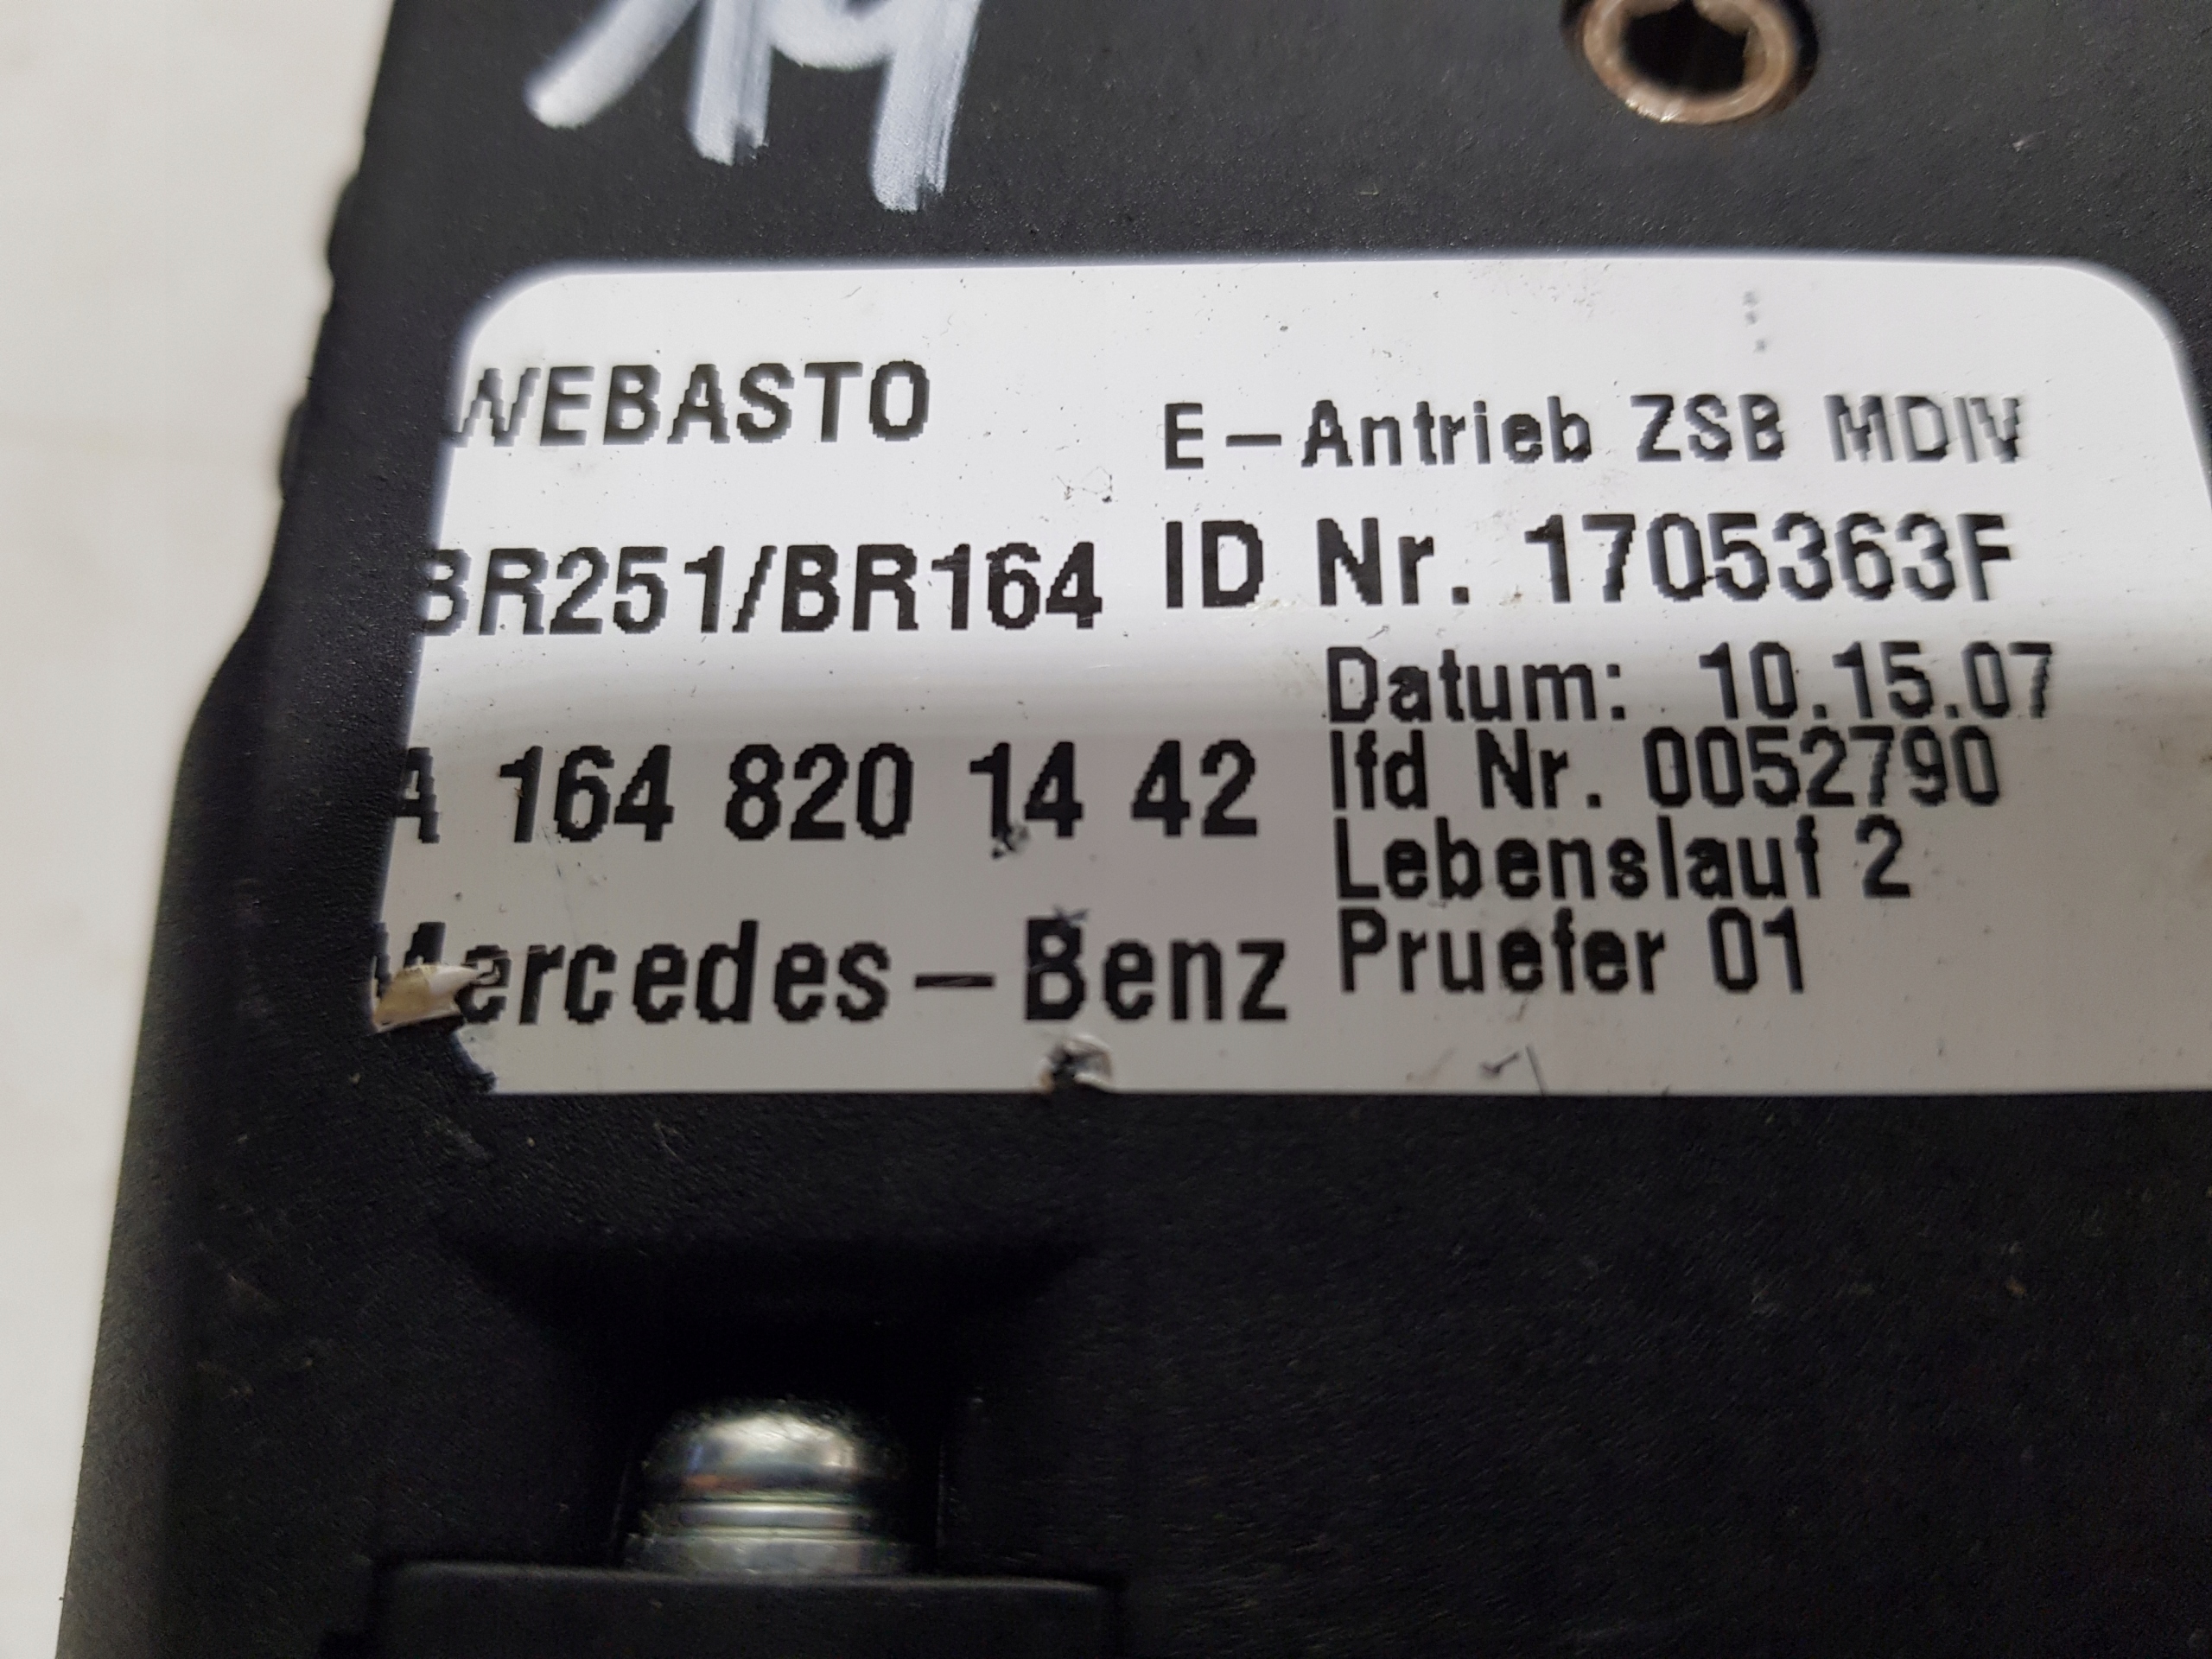 WEBASTO
E-Antrieb ZSB MDIV
BR251/BR164
ID Nr. 1705363F
Datum: 10.15.07
A 164 820 14 42
lfd Nr. 0052790
Lebenslauf 2
Mercedes-Benz
Pruefer 01